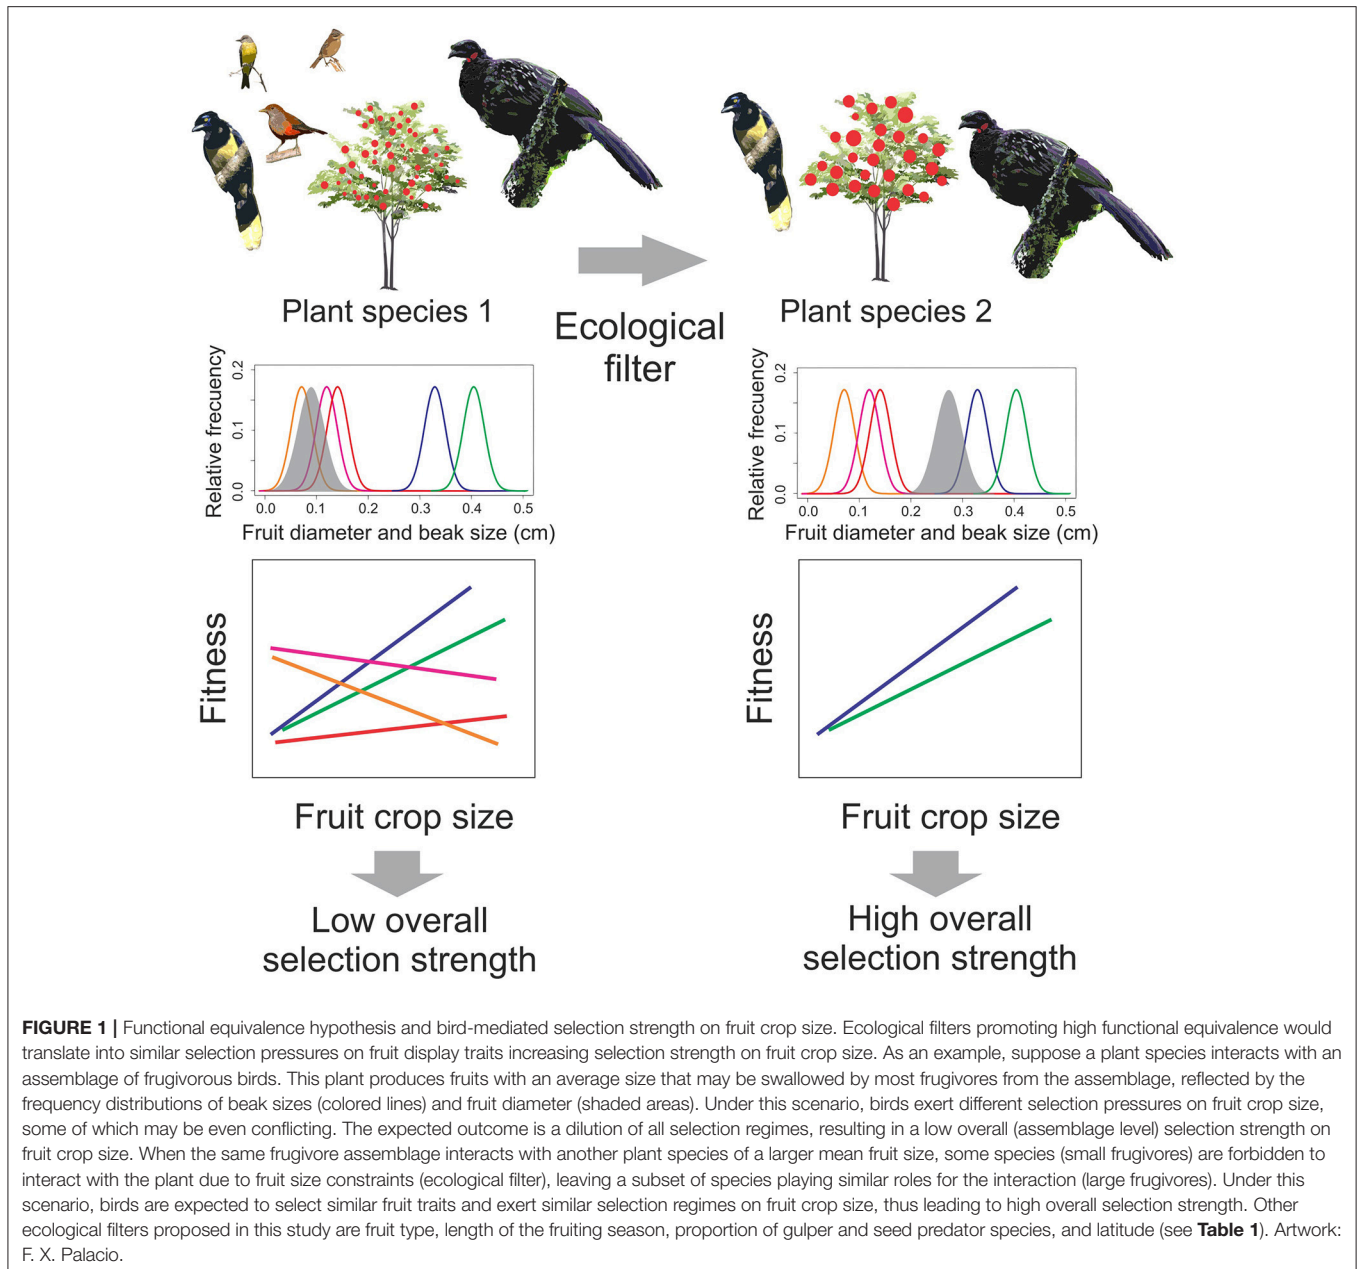 Plant species 1
Ecological
filter
Plant species 2
Relative frecuency
0.2
0.1
0.0
0.0 0.1 0.2 0.3 0.4 0.5
Fruit diameter and beak size (cm)
Relative frecuency
0.2
0.1
0.0
0.0 0.1 0.2 0.3 0.4 0.5
Fruit diameter and beak size (cm)
Fitness
Fruit crop size
Fitness
Fruit crop size
Low overall
selection strength
High overall
selection strength
FIGURE 1 | Functional equivalence hypothesis and bird-mediated selection strength on fruit crop size. Ecological filters promoting high functional equivalence would
translate into similar selection pressures on fruit display traits increasing selection strength on fruit crop size. As an example, suppose a plant species interacts with an
assemblage of frugivorous birds. This plant produces fruits with an average size that may be swallowed by most frugivores from the assemblage, reflected by the
frequency distributions of beak sizes (colored lines) and fruit diameter (shaded areas). Under this scenario, birds exert different selection pressures on fruit crop size,
some of which may be even conflicting. The expected outcome is a dilution of all selection regimes, resulting in a low overall (assemblage level) selection strength on
fruit crop size. When the same frugivore assemblage interacts with another plant species of a larger mean fruit size, some species (small frugivores) are forbidden to
interact with the plant due to fruit size constraints (ecological filter), leaving a subset of species playing similar roles for the interaction (large frugivores). Under this
scenario, birds are expected to select similar fruit traits and exert similar selection regimes on fruit crop size, thus leading to high overall selection strength. Other
ecological filters proposed in this study are fruit type, length of the fruiting season, proportion of gulper and seed predator species, and latitude (see Table 1). Artwork:
F. X. Palacio.